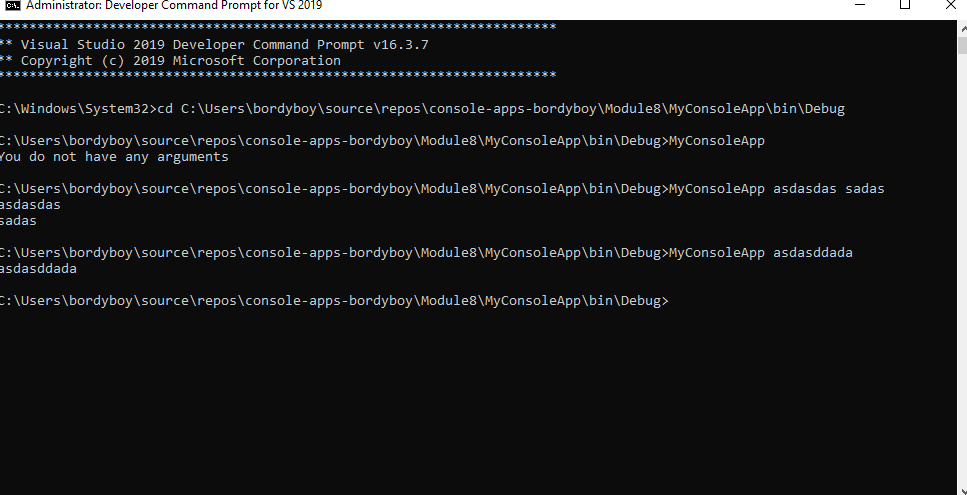 Administrator: Developer Command Prompt for VS 2019
**********************************************************************
** Visual Studio 2019 Developer Command Prompt v16.3.7
** Copyright (c) 2019 Microsoft Corporation
**********************************************************************
C:\Windows\System32>cd C:\Users\bordyboy\source\repos\console-apps-bordyboy\Module8\MyConsoleApp\bin\Debug
C:\Users\bordyboy\source\repos\console-apps-bordyboy\Module8\MyConsoleApp\bin\Debug>MyConsoleApp
You do not have any arguments
C:\Users\bordyboy\source\repos\console-apps-bordyboy\Module8\MyConsoleApp\bin\Debug>MyConsoleApp asdasdas sadas
asdasdas
sadas
C:\Users\bordyboy\source\repos\console-apps-bordyboy\Module8\MyConsoleApp\bin\Debug>MyConsoleApp asdasddada
asdasddada
C:\Users\bordyboy\source\repos\console-apps-bordyboy\Module8\MyConsoleApp\bin\Debug>